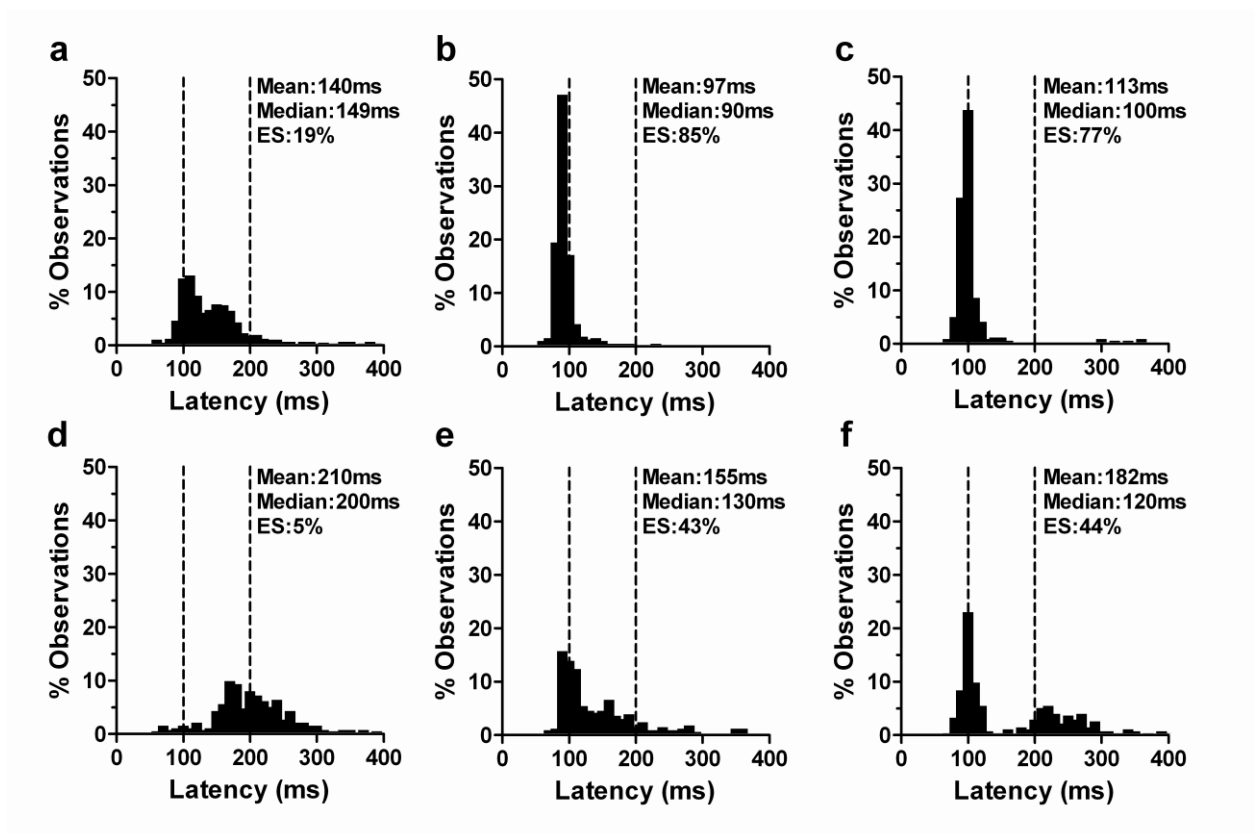 a
Mean:140ms
Median:149ms
ES:19%
% Observations
50
40
30
20
10
0
0 100 200 300 400
Latency (ms)
b
Mean:97ms
Median:90ms
ES:85%
% Observations
50
40
30
20
10
0
0 100 200 300 400
Latency (ms)
c
Mean:113ms
Median:100ms
ES:77%
% Observations
50
40
30
20
10
0
0 100 200 300 400
Latency (ms)
d
Mean:210ms
Median:200ms
ES:5%
% Observations
50
40
30
20
10
0
0 100 200 300 400
Latency (ms)
e
Mean:155ms
Median:130ms
ES:43%
% Observations
50
40
30
20
10
0
0 100 200 300 400
Latency (ms)
f
Mean:182ms
Median:120ms
ES:44%
% Observations
50
40
30
20
10
0
0 100 200 300 400
Latency (ms)